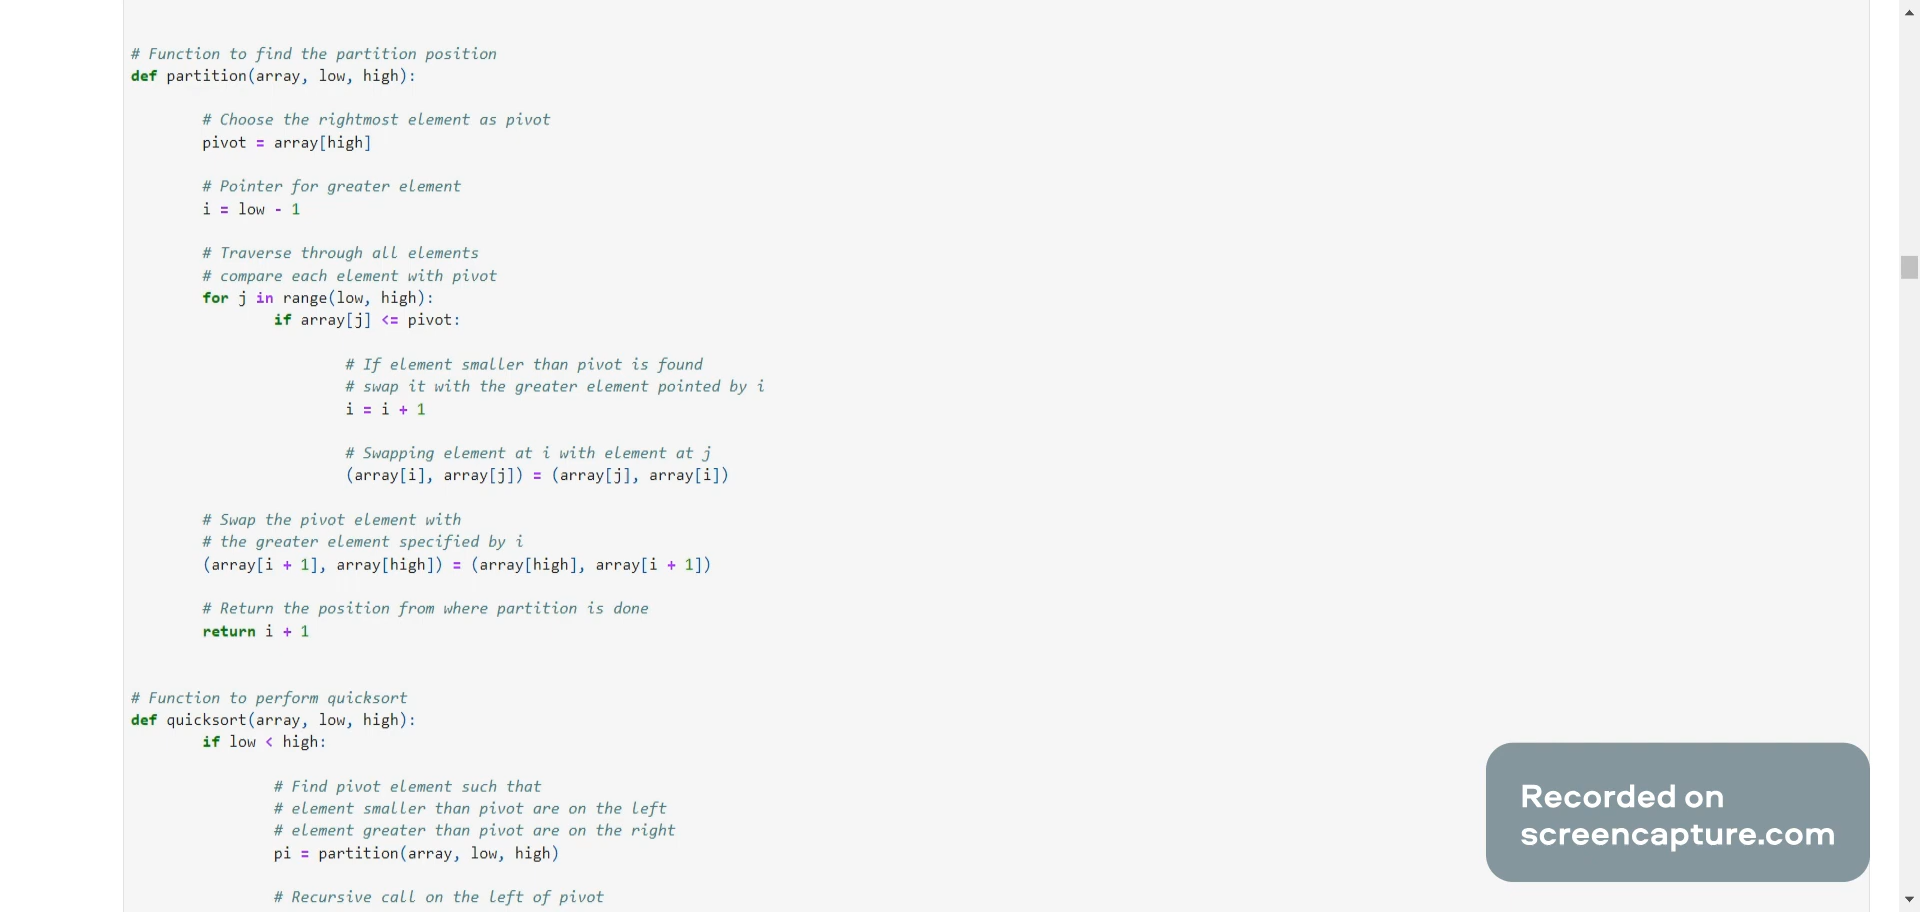 # Function to find the partition position
def partition(array, low, high):
# Choose the rightmost element as pivot
pivot = array[high]
# Pointer for greater element
i = low - 1
# Traverse through all elements
# compare each element with pivot
for j in range(low, high):
if array[j] <= pivot:
# If element smaller than pivot is found
# swap it with the greater element pointed by i
i = i + 1
# Swapping element at i with element at j
(array[i], array[j]) = (array[j], array[i])
# Swap the pivot element with
# the greater element specified by i
(array[i + 1], array[high]) = (array[high], array[i + 1])
# Return the position from where partition is done
return i + 1
# Function to perform quicksort
def quicksort(array, low, high):
if low < high:
# Find pivot element such that
# element smaller than pivot are on the left
# element greater than pivot are on the right
pi = partition(array, low, high)
# Recursive call on the left of pivot
Recorded on
screencapture.com